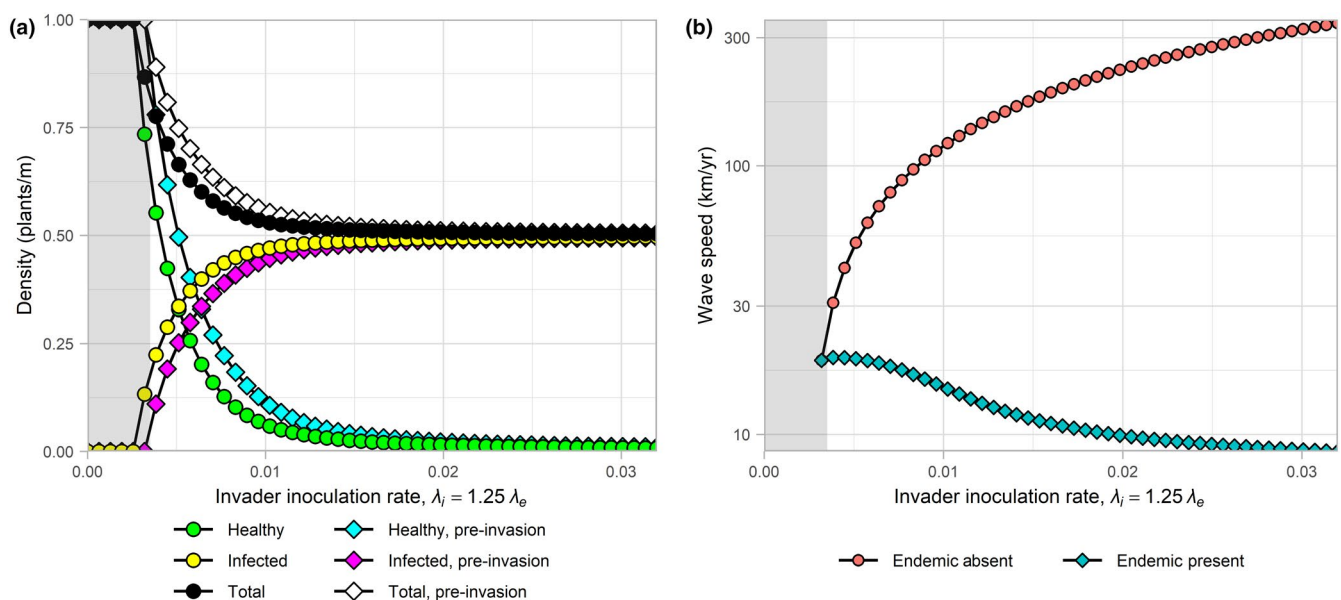 (a)
1.00
0.75
0.50
0.25
0.00
Density (plants/m)
0.00 0.01 0.02 0.03
Invader inoculation rate, λi = 1.25 λe
Healthy Healthy, pre-invasion
Infected Infected, pre-invasion
Total Total, pre-invasion
(b)
300
100
30
10
Wave speed (km/yr)
0.00 0.01 0.02 0.03
Invader inoculation rate, λi = 1.25 λe
Endemic absent Endemic present